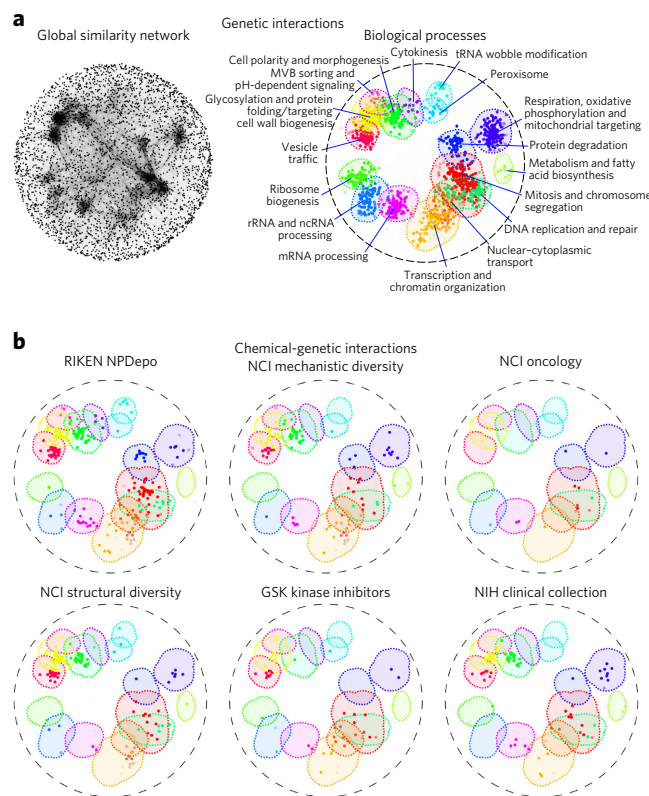 a
Genetic interactions
Global similarity network
Biological processes
Cytokinesis
tRNA wobble modification
Cell polarity and morphogenesis
Peroxisome
MVB sorting and
pH-dependent signaling
Glycosylation and protein
folding/targeting
cell wall biogenesis
Respiration, oxidative
phosphorylation and
mitochondrial targeting
Vesicle
traffic
Protein degradation
Metabolism and fatty
acid biosynthesis
Ribosome
biogenesis
Mitosis and chromosome
segregation
rRNA and ncRNA
processing
DNA replication and repair
mRNA processing
Nuclear–cytoplasmic
transport
Transcription and
chromatin organization
b
Chemical-genetic interactions
RIKEN NPDepo
NCI mechanistic diversity
NCI oncology
NCI structural diversity
GSK kinase inhibitors
NIH clinical collection